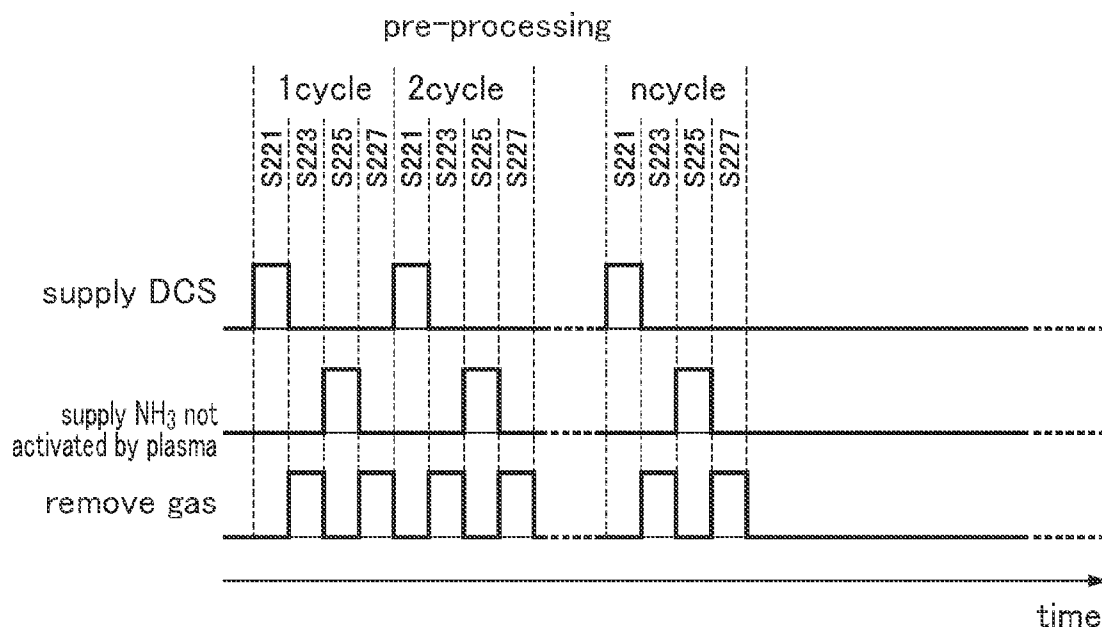 pre-processing
1cycle 2cycle ncycle
S221 S223 S225 S227 S221 S223 S225 S227 S221 S223 S225 S227
supply DCS
supply NH₃ not
activated by plasma
remove gas
time